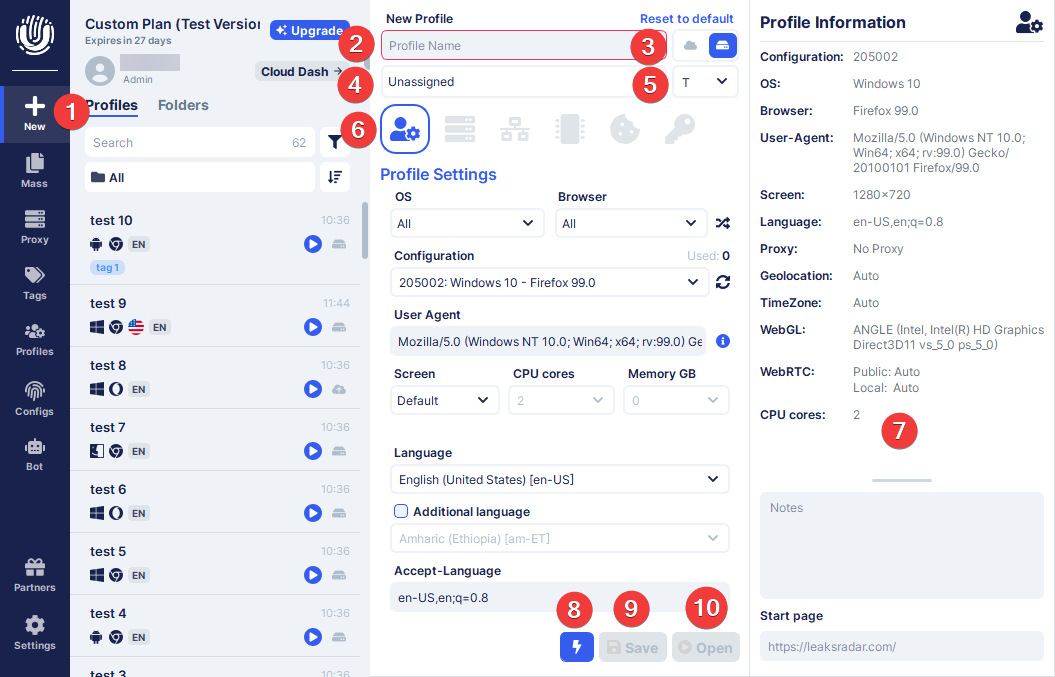 New
Mass
Proxy
Tags
Profiles
Configs
Bot
Partners
Settings
Custom Plan (Test Version
Upgrade
Expires in 27 days
Admin
Cloud Dash →
1
Profiles
Folders
Search
62
All
test 10
10:36
EN
tag 1
test 9
11:44
EN
test 8
10:36
EN
test 7
10:36
EN
test 6
10:36
EN
test 5
10:36
EN
test 4
10:36
EN
test 3
10:36
New Profile
Reset to default
2
Profile Name
3
4
Unassigned
5
T
6
Profile Settings
OS
Browser
All
All
Configuration
Used: 0
205002: Windows 10 - Firefox 99.0
User Agent
Mozilla/5.0 (Windows NT 10.0; Win64; x64; rv:99.0) Ge
Screen
CPU cores
Memory GB
Default
2
0
Language
English (United States) [en-US]
Additional language
Amharic (Ethiopia) [am-ET]
Accept-Language
en-US,en;q=0.8
8
9
10
Save
Open
Profile Information
Configuration: 205002
OS: Windows 10
Browser: Firefox 99.0
User-Agent: Mozilla/5.0 (Windows NT 10.0;
Win64; x64; rv:99.0) Gecko/
20100101 Firefox/99.0
Screen: 1280×720
Language: en-US,en;q=0.8
Proxy: No Proxy
Geolocation: Auto
TimeZone: Auto
WebGL: ANGLE (Intel, Intel(R) HD Graphics
Direct3D11 vs_5_0 ps_5_0)
WebRTC: Public: Auto
Local: Auto
CPU cores: 2
7
Notes
Start page
https://leaksradar.com/